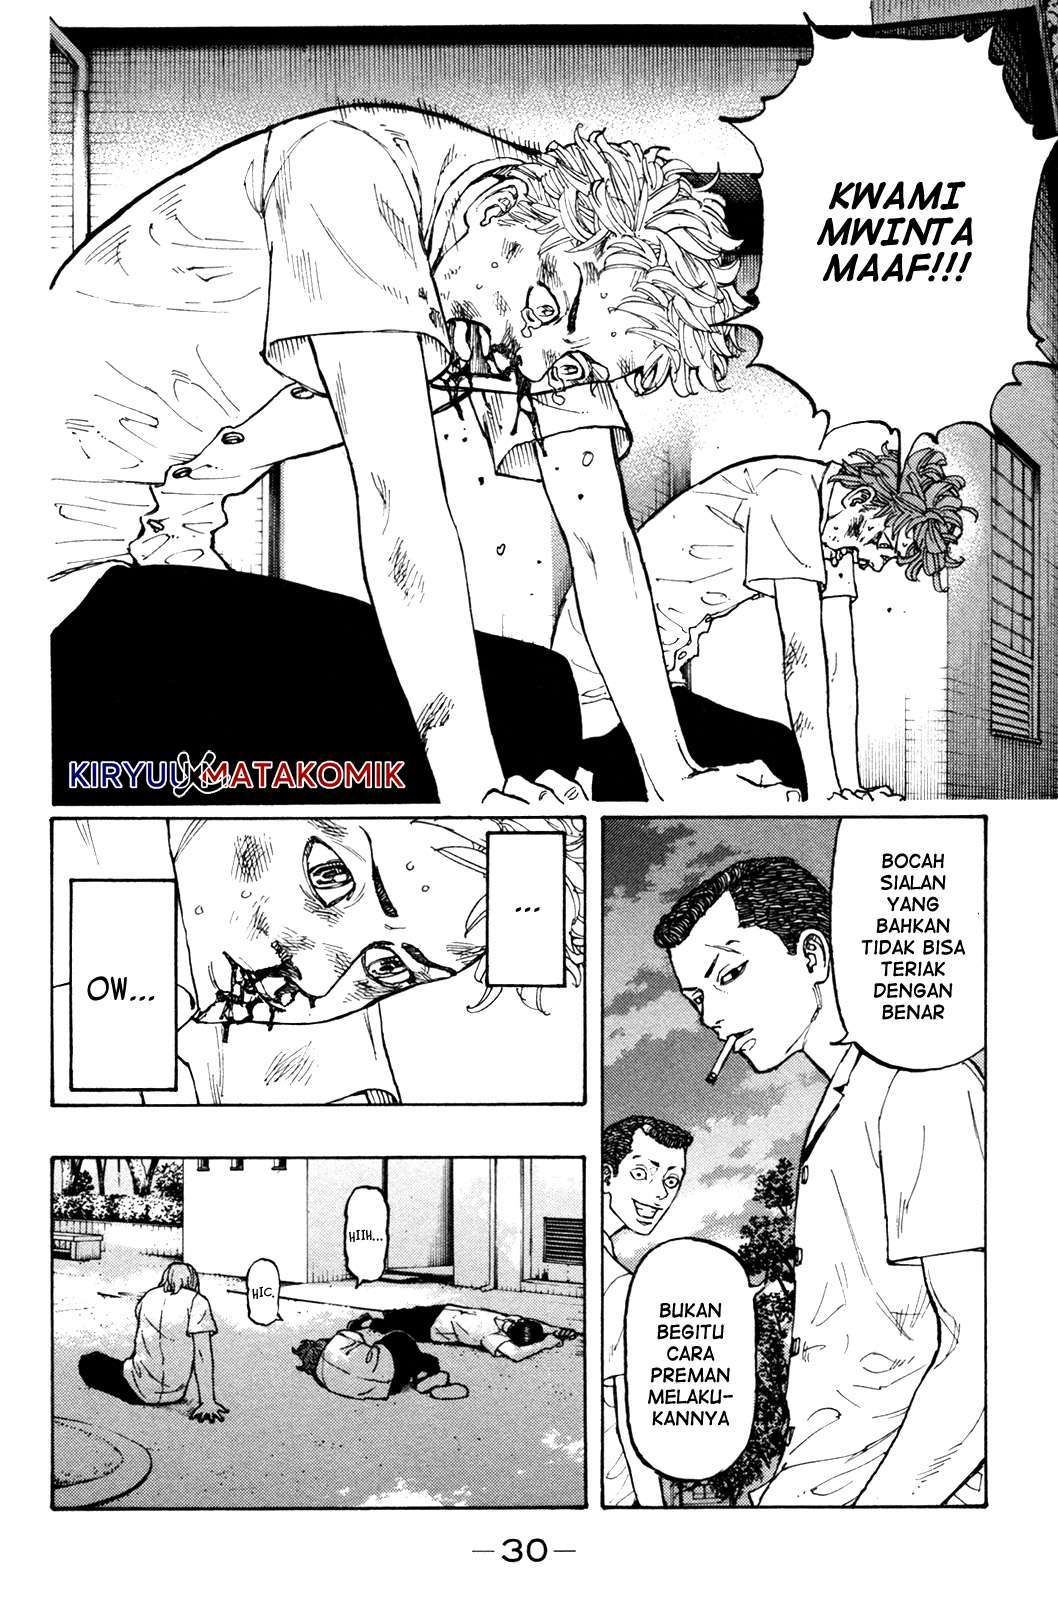 KWAMI
MWINTA
MAAF!!!
KIRYUU X MATAKOMIK
BOCAH
SIALAN
YANG
BAHKAN
TIDAK BISA
TERIAK
DENGAN
BENAR
BUKAN
BEGITU
CARA
PREMAN
MELAKU-
KANNYA
...
OW...
HIIH...
HIC.
—30—